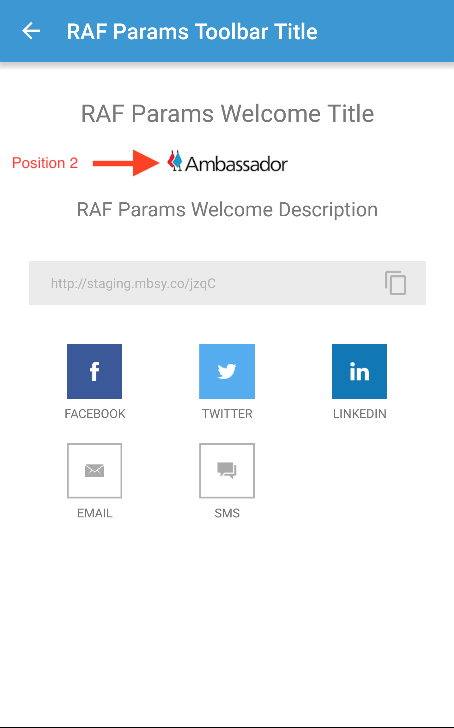 RAF Params Toolbar Title
RAF Params Welcome Title
Position 2
Ambassador
RAF Params Welcome Description
http://staging.mbsy.co/jzqC
f
in
FACEBOOK
TWITTER
LINKEDIN
EMAIL
SMS